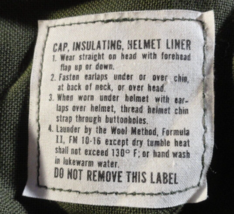 CAP, INSULATING, HELMET LINER
1. Wear straight on head with forehead
flap up or down.
2. Fasten earlaps under or over chin,
at back of neck, or over head.
3. When worn under helmet with ear-
laps over helmet, thread helmet chin
strap through buttonholes.
4. Launder by the Wool Method, Formula
II, FM 10-16 except dry tumble heat
shall not exceed 130° F; or hand wash
in lukewarm water.
DO NOT REMOVE THIS LABEL